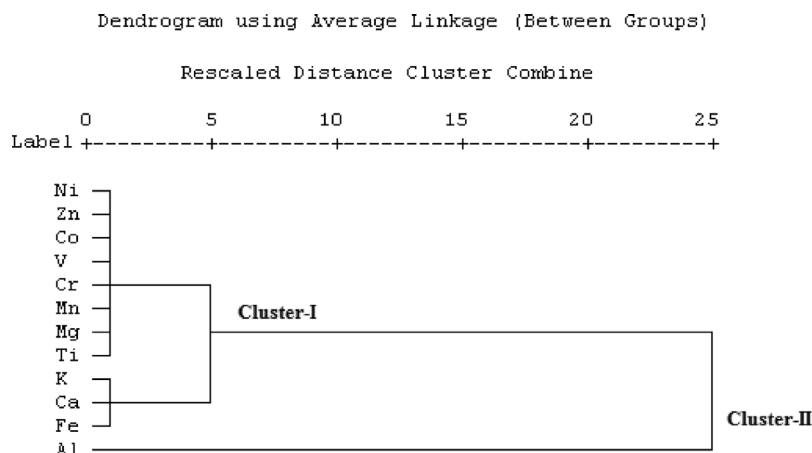 Dendrogram using Average Linkage (Between Groups)
Rescaled Distance Cluster Combine
0 5 10 15 20 25
Label +---------+---------+---------+---------+---------+
Ni
Zn
Co
V
Cr
Cluster-I
Mn
Mg
Ti
K
Ca
Cluster-II
Fe
Al